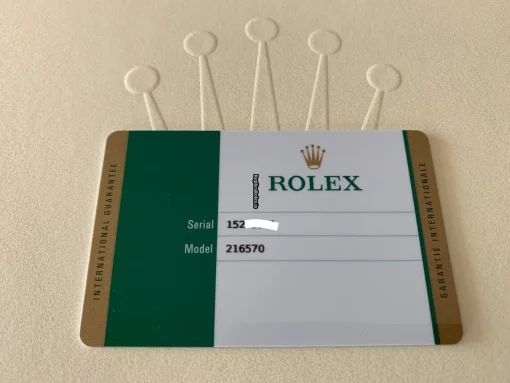 INTERNATIONAL GUARANTEE
ROLEX
Serial 152
Model 216570
GARANTIE INTERNATIONALE